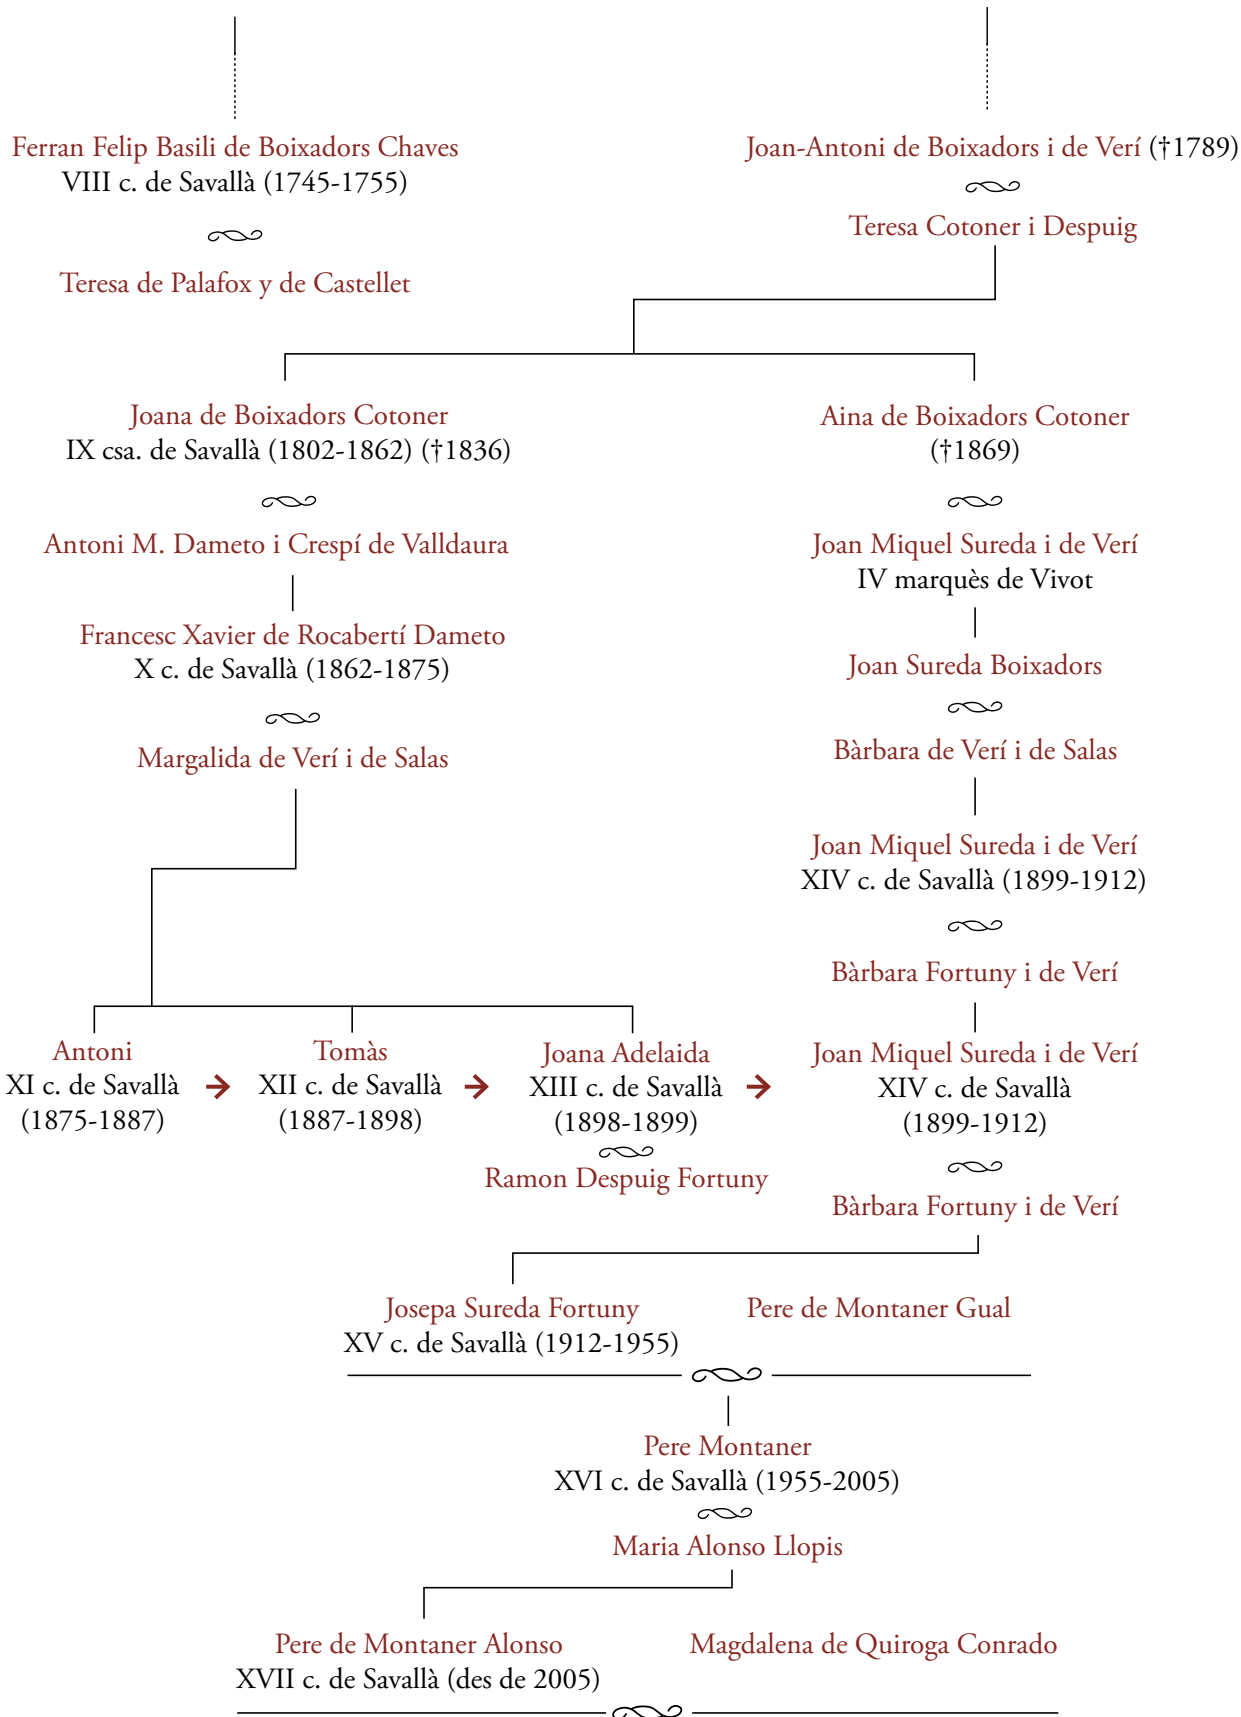 Ferran Felip Basili de Boixadors Chaves
VIII c. de Savallà (1745-1755)
Teresa de Palafox y de Castellet
Joan-Antoni de Boixadors i de Verí (†1789)
Teresa Cotoner i Despuig
Joana de Boixadors Cotoner
IX csa. de Savallà (1802-1862) (†1836)
Antoni M. Dameto i Crespí de Valldaura
Francesc Xavier de Rocabertí Dameto
X c. de Savallà (1862-1875)
Margalida de Verí i de Salas
Aina de Boixadors Cotoner
(†1869)
Joan Miquel Sureda i de Verí
IV marquès de Vivot
Joan Sureda Boixadors
Bàrbara de Verí i de Salas
Joan Miquel Sureda i de Verí
XIV c. de Savallà (1899-1912)
Bàrbara Fortuny i de Verí
Antoni
XI c. de Savallà
(1875-1887)
Tomàs
XII c. de Savallà
(1887-1898)
Joana Adelaida
XIII c. de Savallà
(1898-1899)
Ramon Despuig Fortuny
Joan Miquel Sureda i de Verí
XIV c. de Savallà
(1899-1912)
Bàrbara Fortuny i de Verí
Josepa Sureda Fortuny
XV c. de Savallà (1912-1955)
Pere de Montaner Gual
Pere Montaner
XVI c. de Savallà (1955-2005)
Maria Alonso Llopis
Pere de Montaner Alonso
XVII c. de Savallà (des de 2005)
Magdalena de Quiroga Conrado